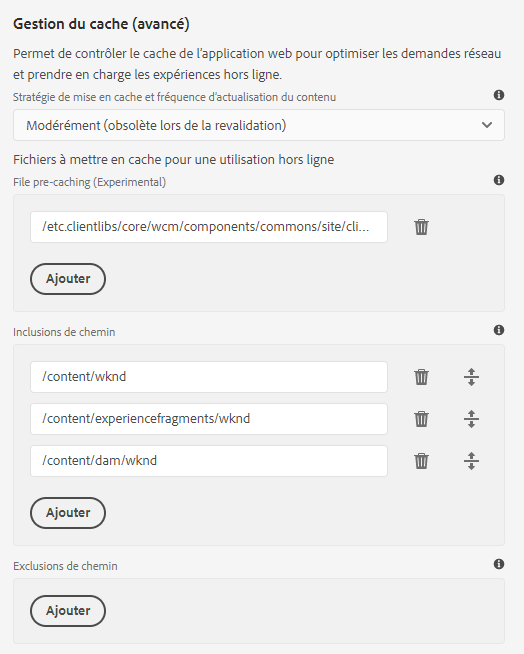 Gestion du cache (avancé)
Permet de contrôler le cache de l'application web pour optimiser les demandes réseau
et prendre en charge les expériences hors ligne.
Stratégie de mise en cache et fréquence d'actualisation du contenu
Modérément (obsolète lors de la revalidation)
Fichiers à mettre en cache pour une utilisation hors ligne
File pre-caching (Experimental)
/etc.clientlibs/core/wcm/components/commons/site/cli...
Ajouter
Inclusions de chemin
/content/wknd
/content/experiencefragments/wknd
/content/dam/wknd
Ajouter
Exclusions de chemin
Ajouter